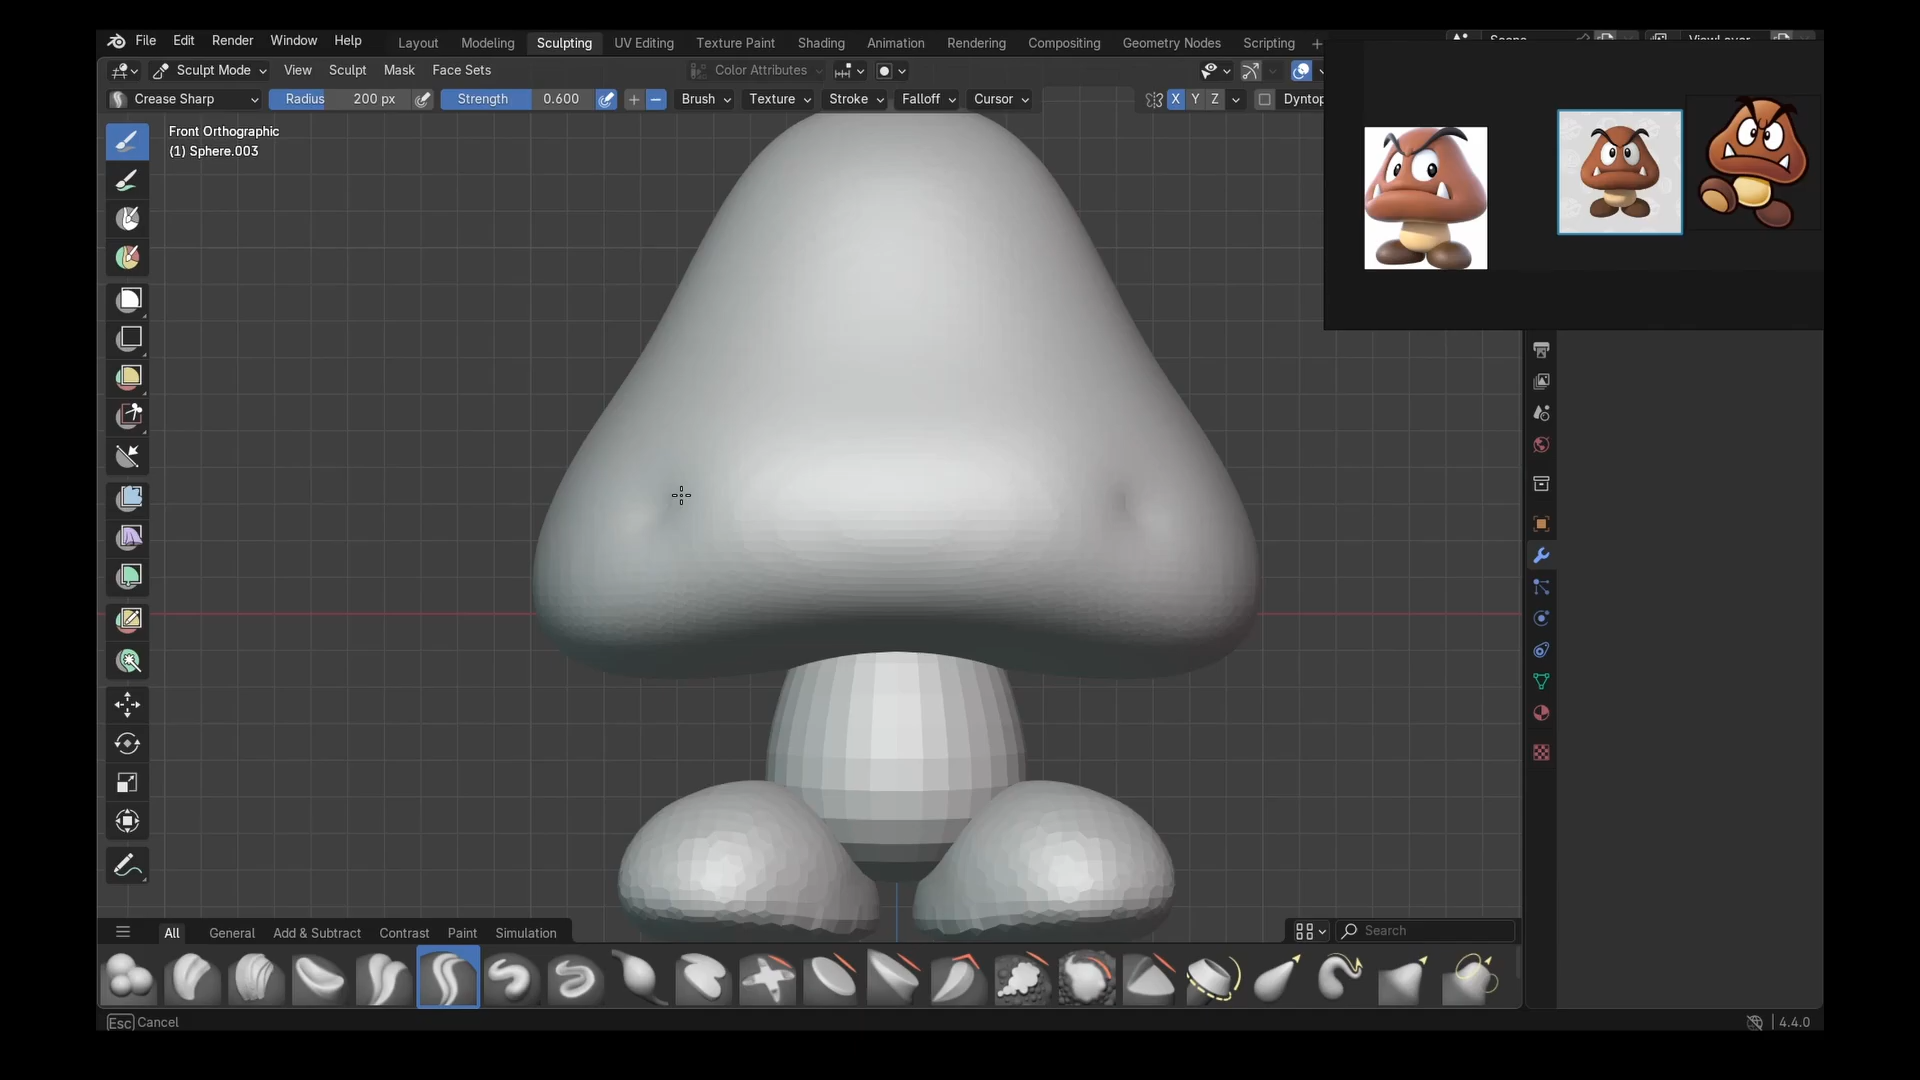 File Edit Render Window Help Layout Modeling Sculpting UV Editing Texture Paint Shading Animation Rendering Compositing Geometry Nodes Scripting + Scene ViewLayer
Sculpt Mode View Sculpt Mask Face Sets Color Attributes
Crease Sharp Radius 200 px Strength 0.600 Brush Texture Stroke Falloff Cursor X Y Z Dyntop
Front Orthographic
(1) Sphere.003
All General Add & Subtract Contrast Paint Simulation Search
Esc Cancel 4.4.0